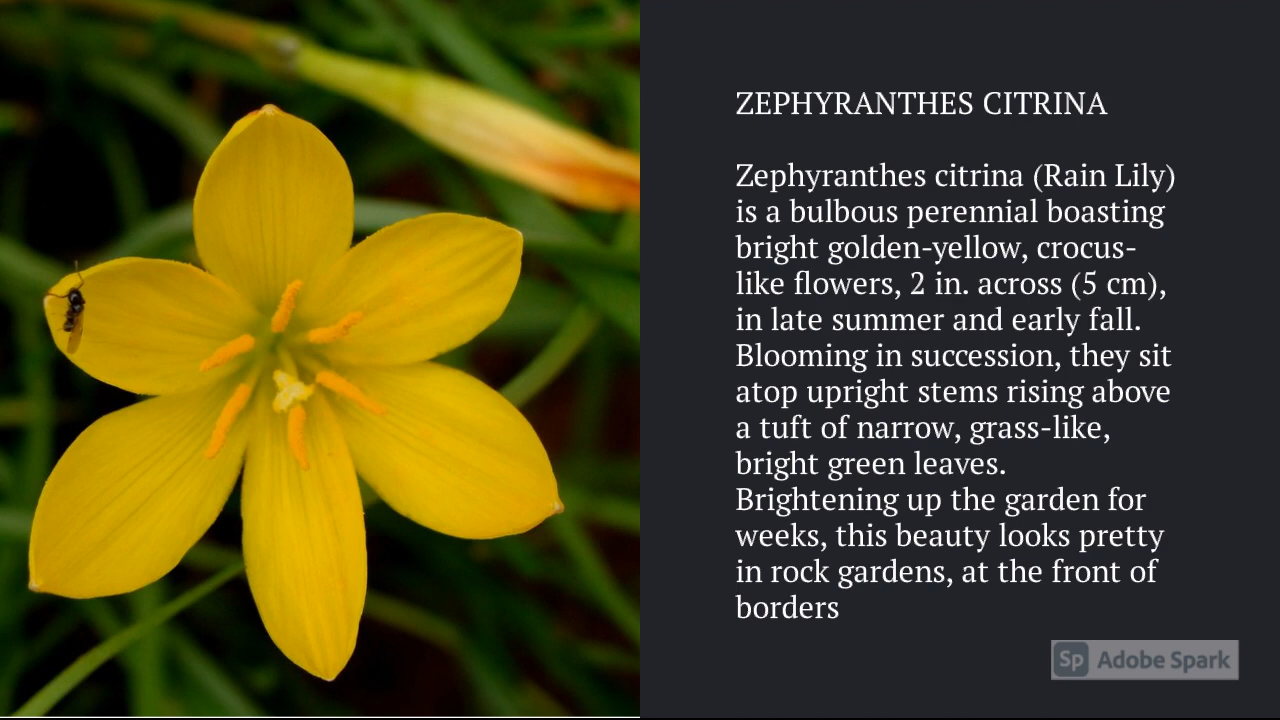 ZEPHYRANTHES CITRINA
Zephyranthes citrina (Rain Lily)
is a bulbous perennial boasting
bright golden-yellow, crocus-
like flowers, 2 in. across (5 cm),
in late summer and early fall.
Blooming in succession, they sit
atop upright stems rising above
a tuft of narrow, grass-like,
bright green leaves.
Brightening up the garden for
weeks, this beauty looks pretty
in rock gardens, at the front of
borders
Sp Adobe Spark